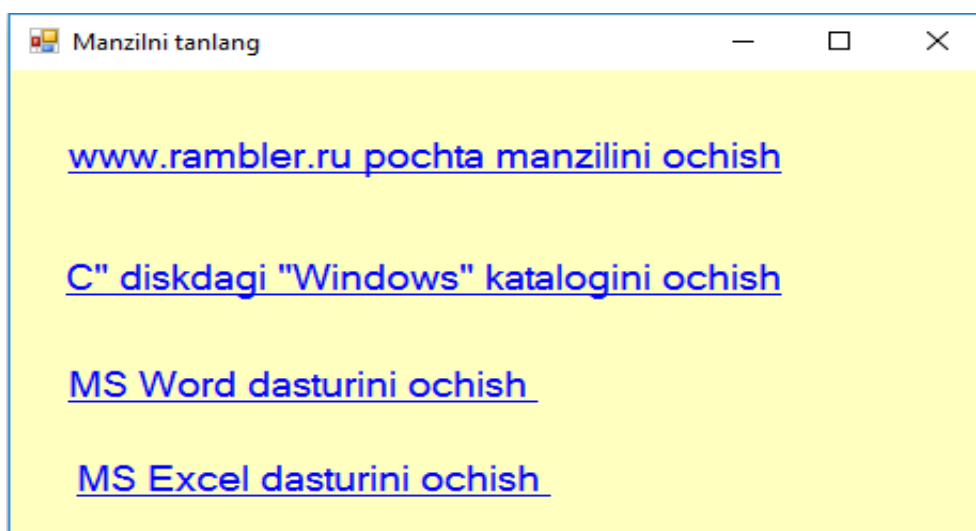 Manzilni tanlang
www.rambler.ru pochta manzilini ochish
C" diskdagi "Windows" katalogini ochish
MS Word dasturini ochish
MS Excel dasturini ochish